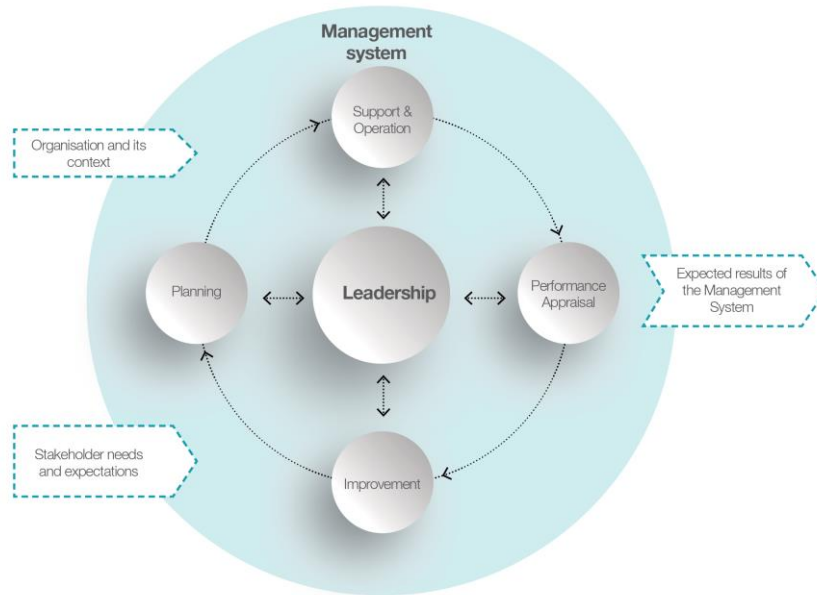 Management
system
Support &
Operation
Organisation and its
context
Planning
Leadership
Performance
Appraisal
Expected results of
the Management
System
Stakeholder needs
and expectations
Improvement